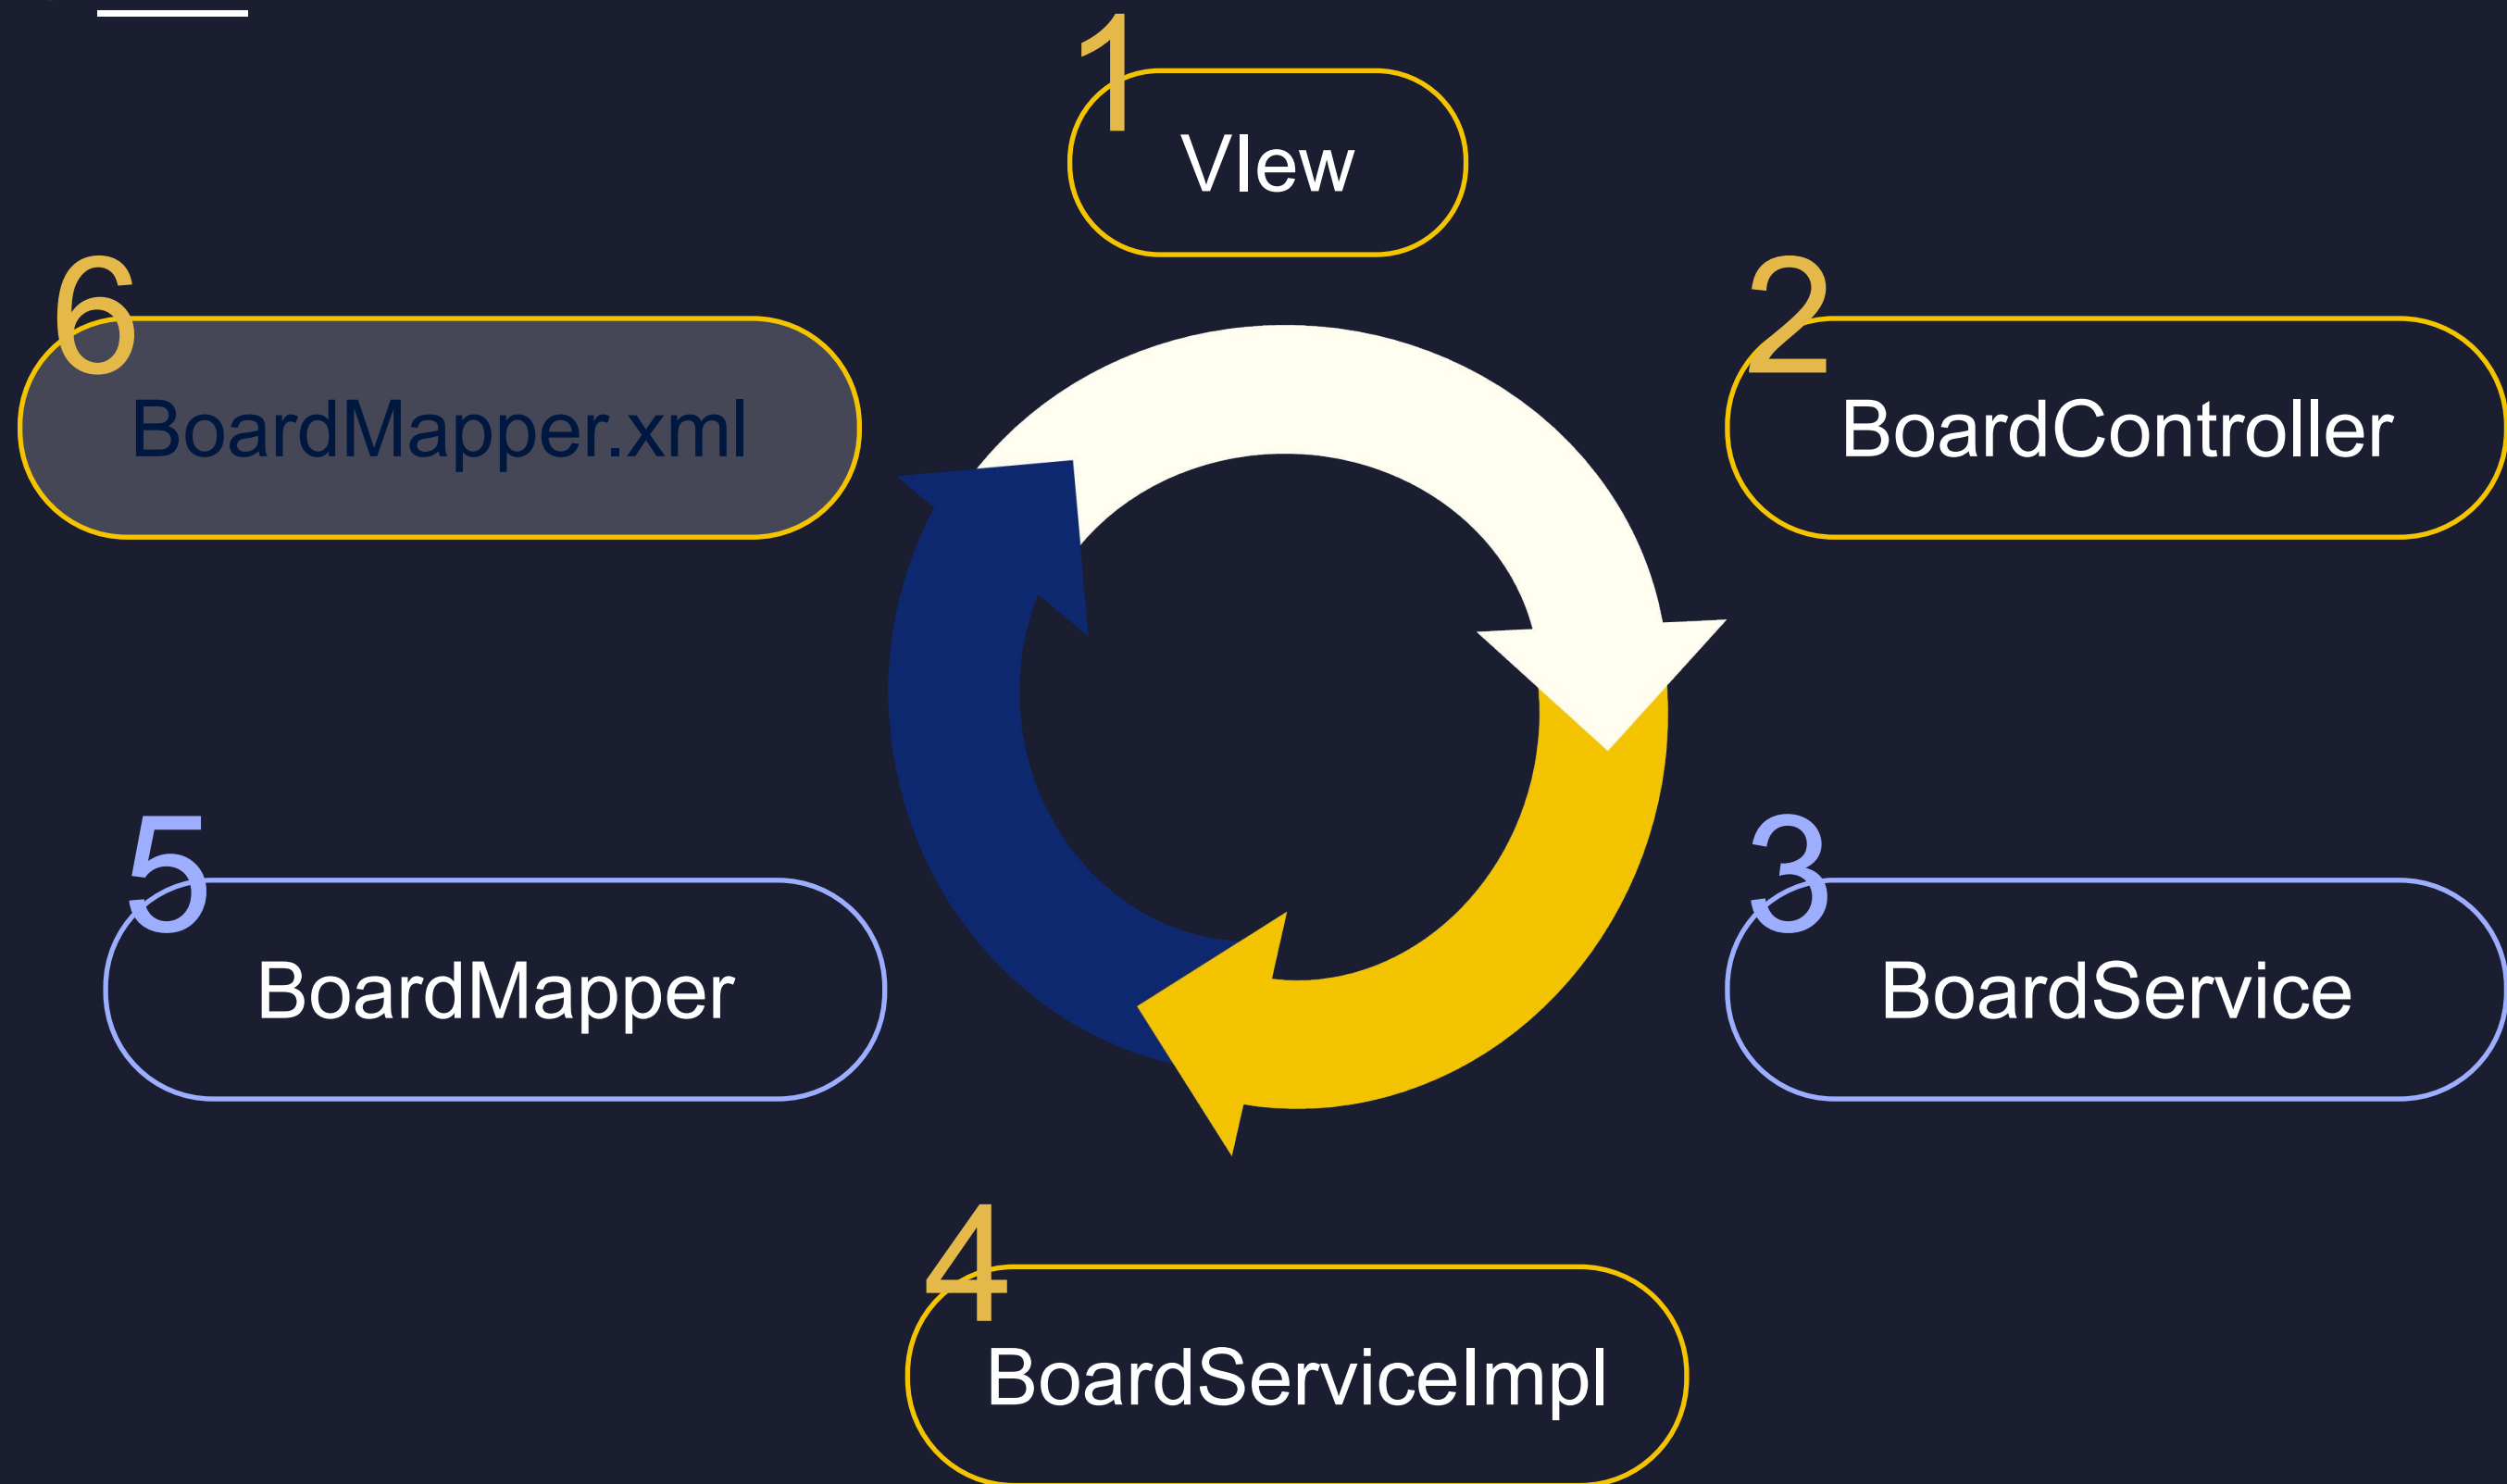 1
VIew
2
BoardController
3
BoardService
4
BoardServiceImpl
5
BoardMapper
6
BoardMapper.xml